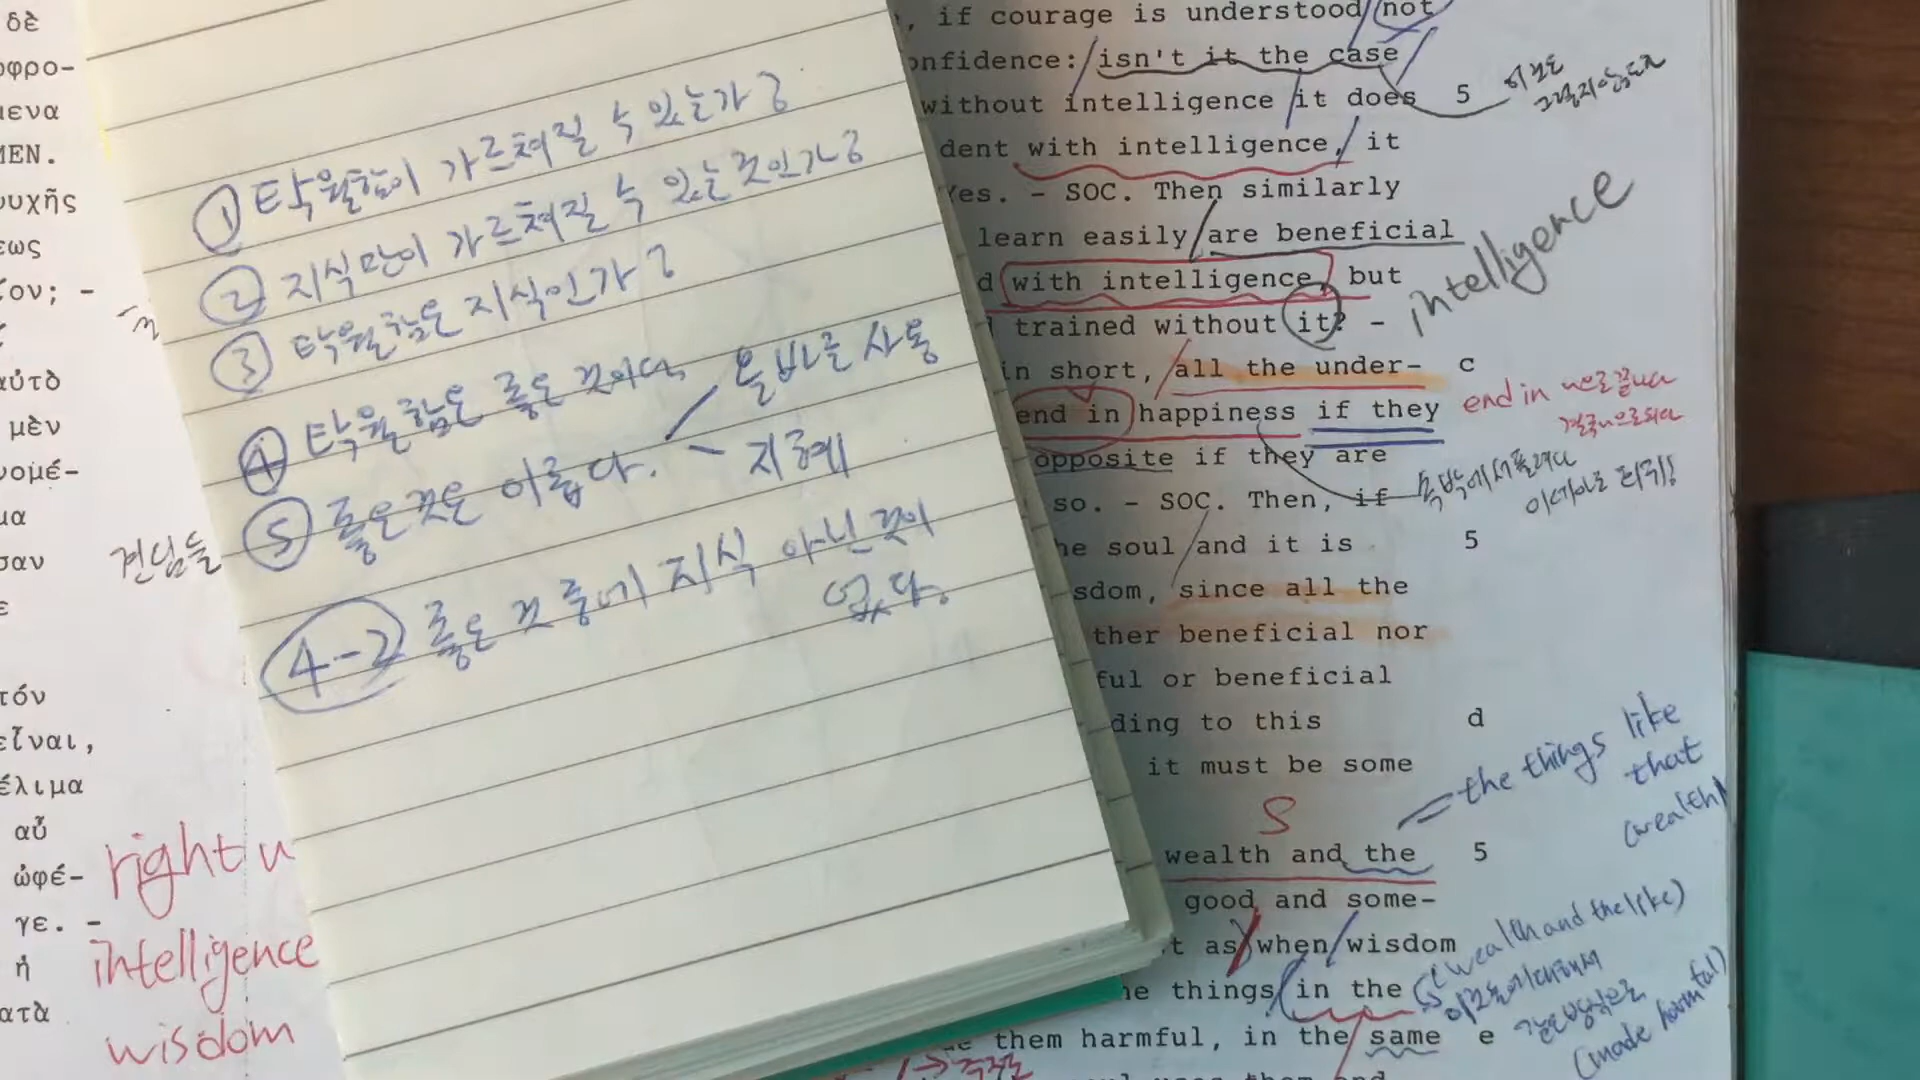 δὲ
φρο-
μενα
MEN.
υχῆς
εως
ον; -
αὐτὸ
μὲν
νομέ-
μα
σαν
ε
τόν
εἶναι,
έλιμα
αὖ
ὠφέ-
γε. -
ἡ
ατὰ
견딤들
right u
intelligence
wisdom
① 탁월함이 가르쳐질 수 있는가?
② 지식만이 가르쳐질 수 있는 것인가?
③ 탁월함은 지식인가?
④ 탁월함은 좋은 것이다.
⑤ 좋은 것은 이롭다.
올바른 사용
지혜
④-2 좋은 것 중에 지식 아닌 것이
없다.
, if courage is understood not
onfidence: isn't it the case
without intelligence it does 5
dent with intelligence, it
Yes. - SOC. Then similarly
learn easily are beneficial
d with intelligence, but
trained without it? -
in short, all the under- c
end in happiness if they
opposite if they are
so. - SOC. Then, if
he soul and it is 5
sdom, since all the
ther beneficial nor
ful or beneficial
ding to this d
it must be some
S
wealth and the 5
good and some-
t as when wisdom
he things in the
them harmful, in the same e
intelligence
end in
the things like
that
(wealth)
(wealth and the like)
(made harmful)